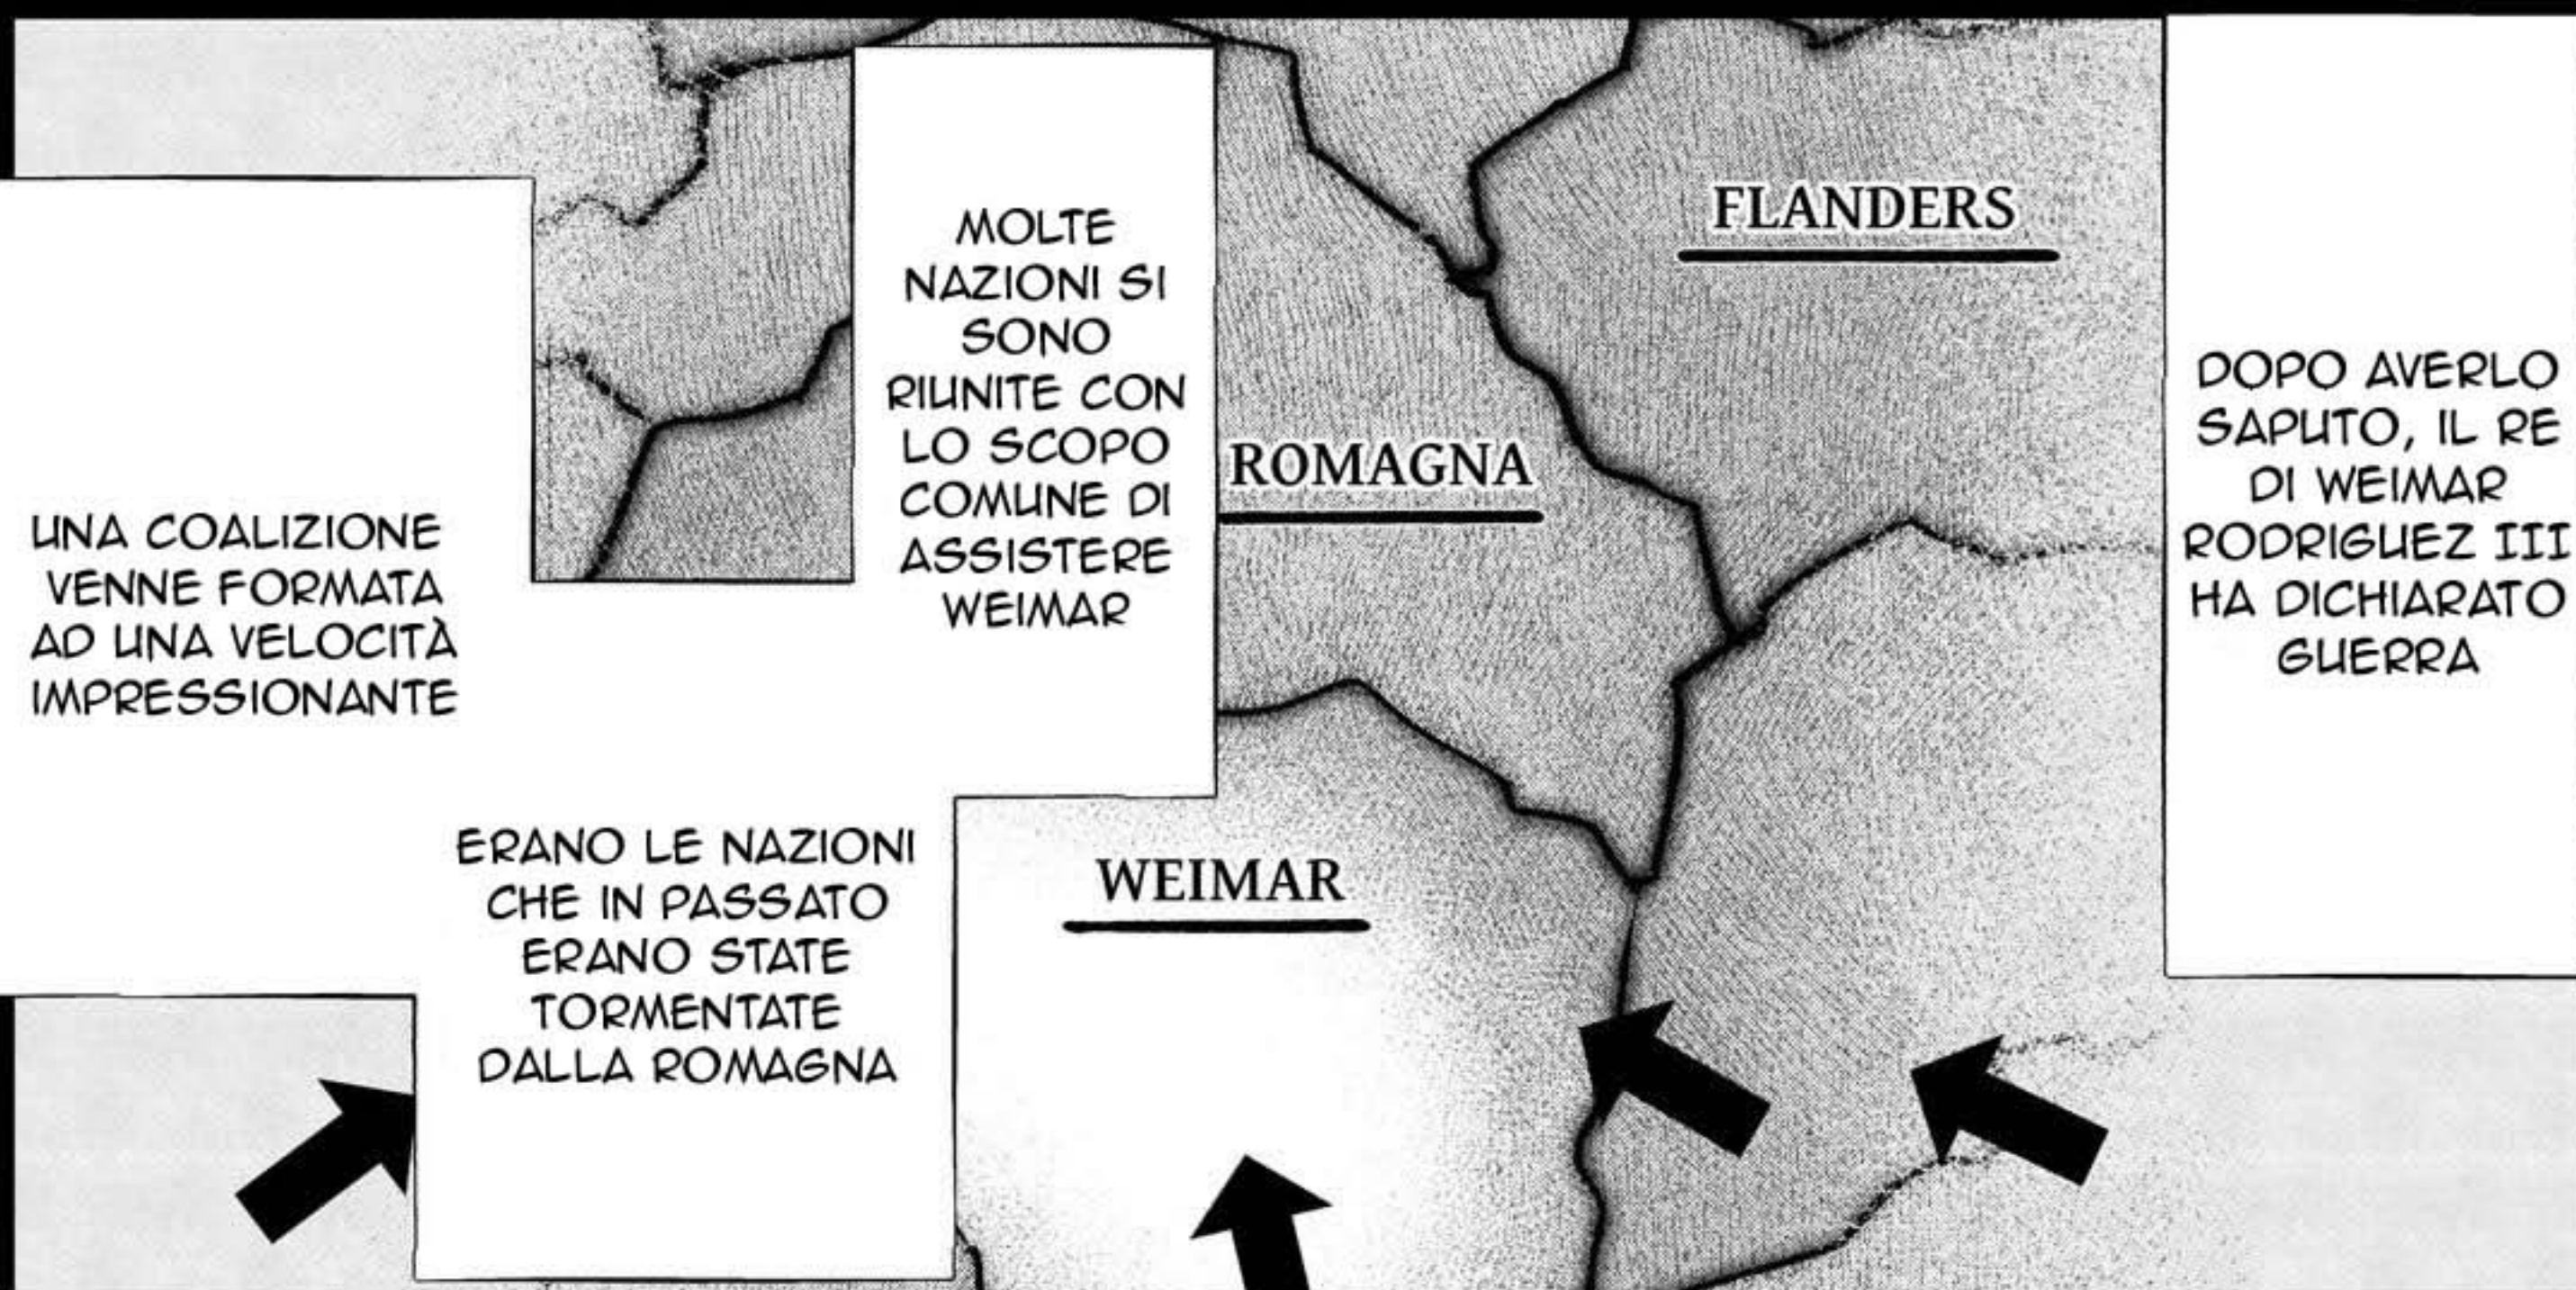 DOPO AVERLO
SAPUTO, IL RE
DI WEIMAR
RODRIGUEZ III
HA DICHIARATO
GUERRA
FLANDERS
ROMAGNA
WEIMAR
MOLTE
NAZIONI SI
SONO
RIUNITE CON
LO SCOPO
COMUNE DI
ASSISTERE
WEIMAR
ERANO LE NAZIONI
CHE IN PASSATO
ERANO STATE
TORMENTATE
DALLA ROMAGNA
UNA COALIZIONE
VENNE FORMATA
AD UNA VELOCITÀ
IMPRESSIONANTE